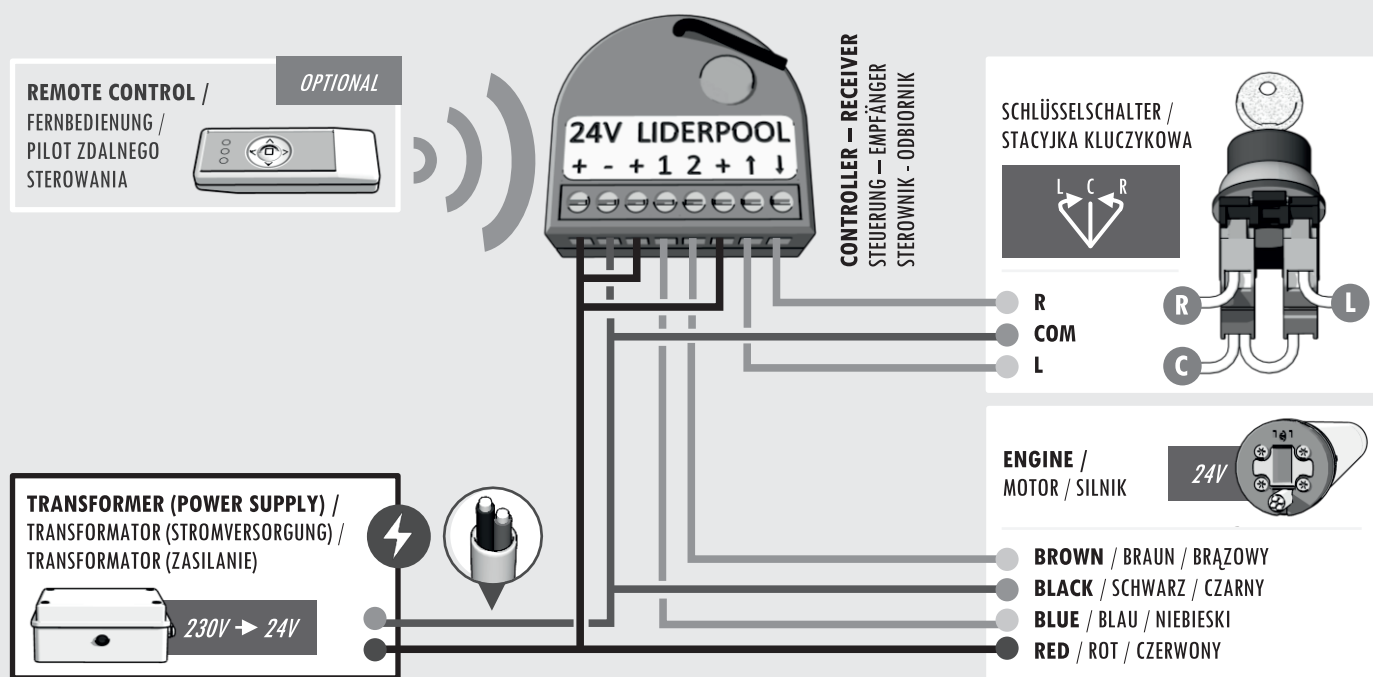 REMOTE CONTROL /
FERNBEDIENUNG /
PILOT ZDALNEGO
STEROWANIA
OPTIONAL
24V LIDERPOOL
+ - + 1 2 + ↑ ↓
CONTROLLER – RECEIVER
STEUERUNG – EMPFÄNGER
STEROWNIK - ODBIORNIK
SCHLÜSSELSCHALTER /
STACYJKA KLUCZYKOWA
L C R
R
COM
L
R
L
C
ENGINE /
MOTOR / SILNIK
24V
BROWN / BRAUN / BRĄZOWY
BLACK / SCHWARZ / CZARNY
BLUE / BLAU / NIEBIESKI
RED / ROT / CZERWONY
TRANSFORMER (POWER SUPPLY) /
TRANSFORMATOR (STROMVERSORGUNG) /
TRANSFORMATOR (ZASILANIE)
230V → 24V